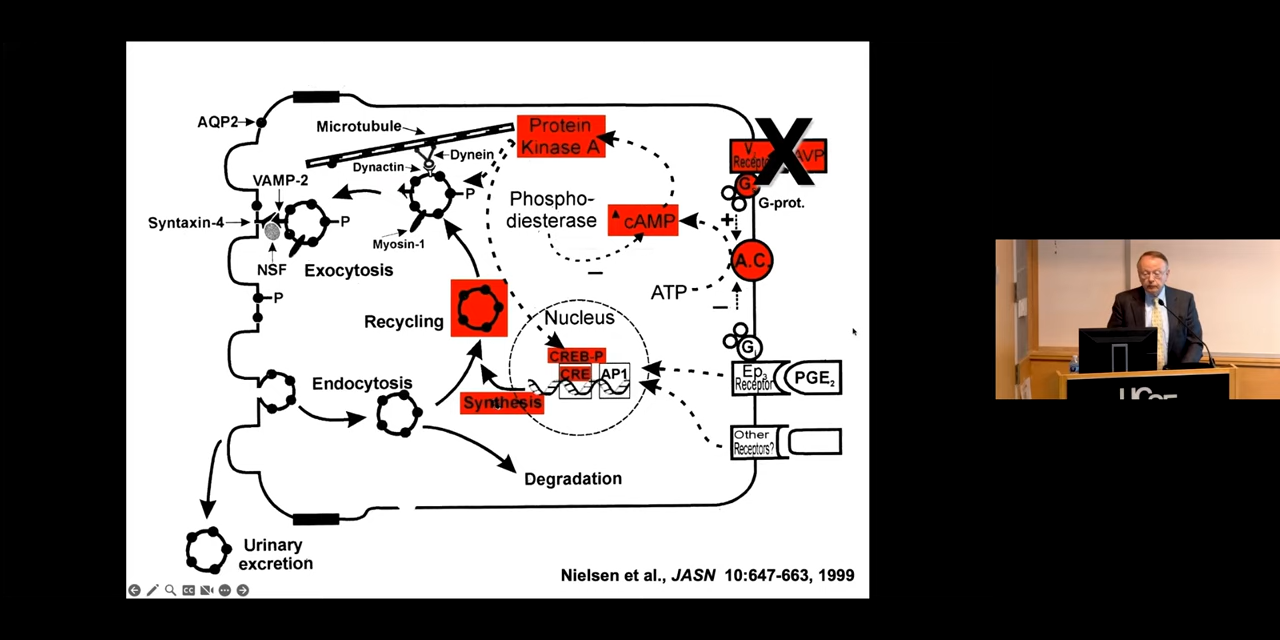 AQP2
Microtubule
Protein
Kinase A
Dynein
Dynactin
VAMP-2
P
Phospho-
diesterase
cAMP
V
Receptor
X
AVP
G
G-prot.
Syntaxin-4
P
Myosin-1
NSF
Exocytosis
+
A.C.
ATP
P
Recycling
Nucleus
G
CREB-P
CRE
AP1
Ep3
Receptor
PGE2
Endocytosis
Synthesis
Other
Receptors?
Degradation
Urinary
excretion
Nielsen et al., JASN 10:647-663, 1999
UCSF